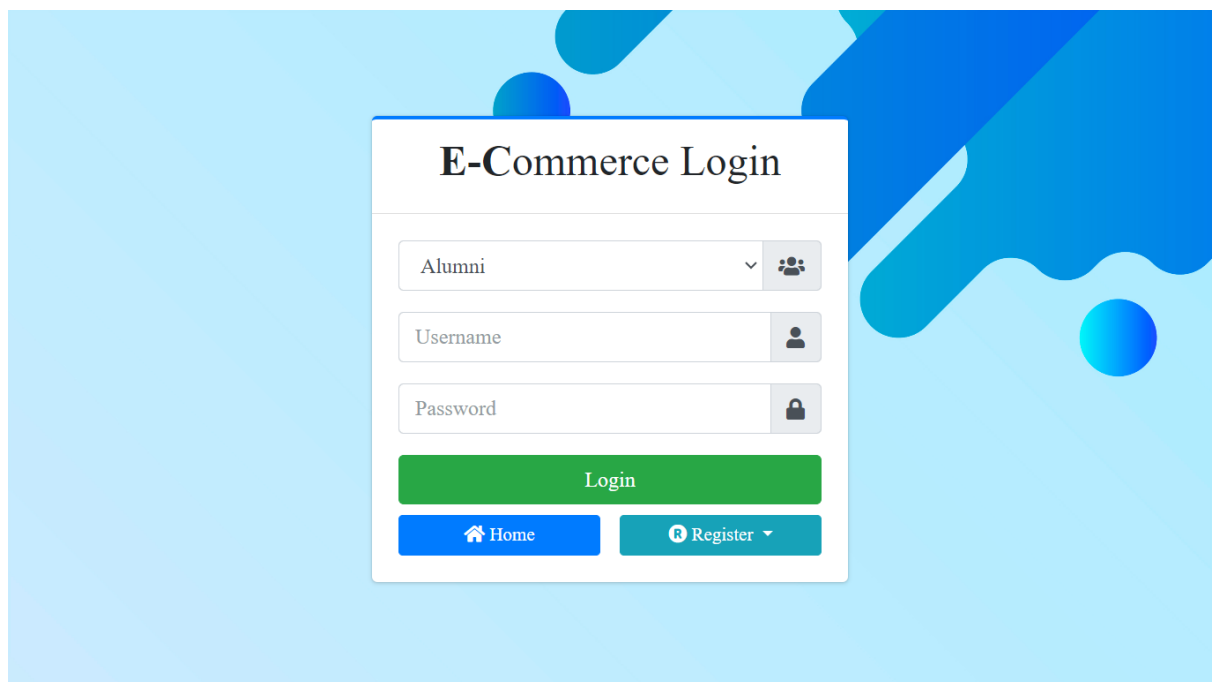 E-Commerce Login
Alumni
Username
Password
Login
Home
R Register